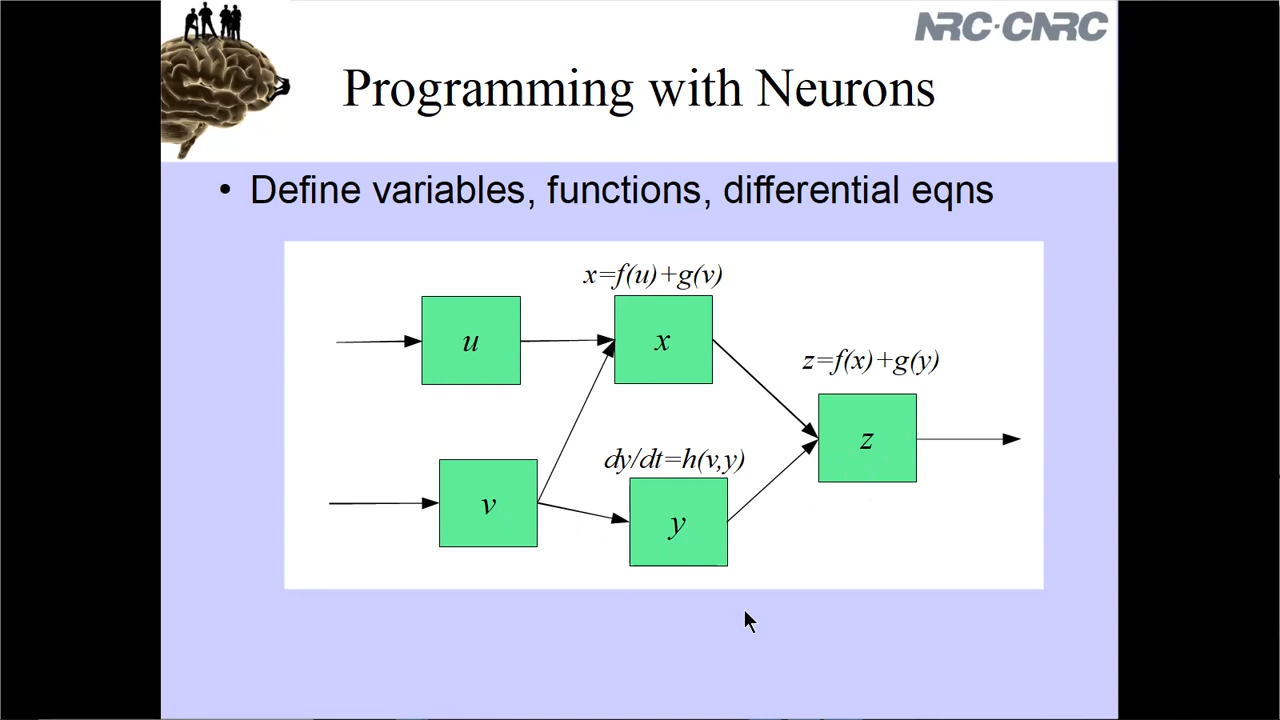 NRC·CNRC
Programming with Neurons
• Define variables, functions, differential eqns
x=f(u)+g(v)
u
x
z=f(x)+g(y)
z
dy/dt=h(v,y)
v
y